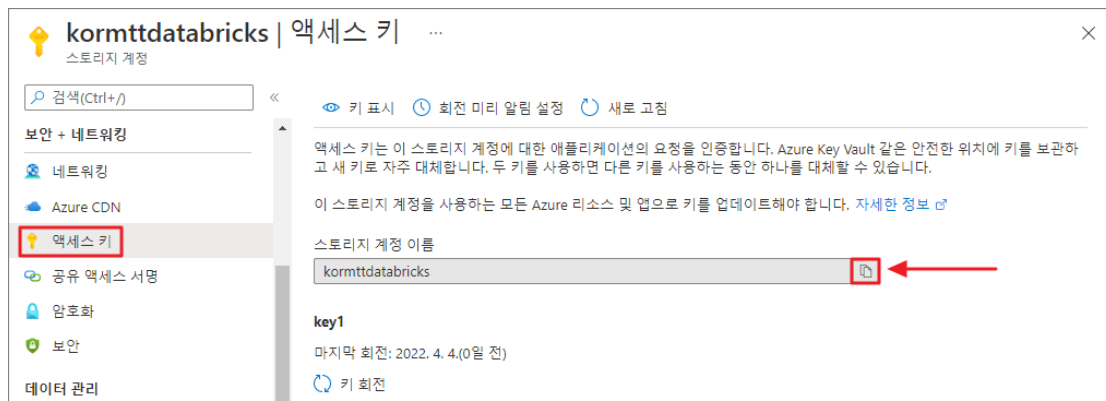 kormttdatabricks | 액세스 키 ...
스토리지 계정
검색(Ctrl+/)
«
보안 + 네트워킹
네트워킹
Azure CDN
액세스 키
공유 액세스 서명
암호화
보안
데이터 관리
키 표시 회전 미리 알림 설정 새로 고침
액세스 키는 이 스토리지 계정에 대한 애플리케이션의 요청을 인증합니다. Azure Key Vault 같은 안전한 위치에 키를 보관하
고 새 키로 자주 대체합니다. 두 키를 사용하면 다른 키를 사용하는 동안 하나를 대체할 수 있습니다.
이 스토리지 계정을 사용하는 모든 Azure 리소스 및 앱으로 키를 업데이트해야 합니다. 자세한 정보
스토리지 계정 이름
kormttdatabricks
key1
마지막 회전: 2022. 4. 4.(0일 전)
키 회전